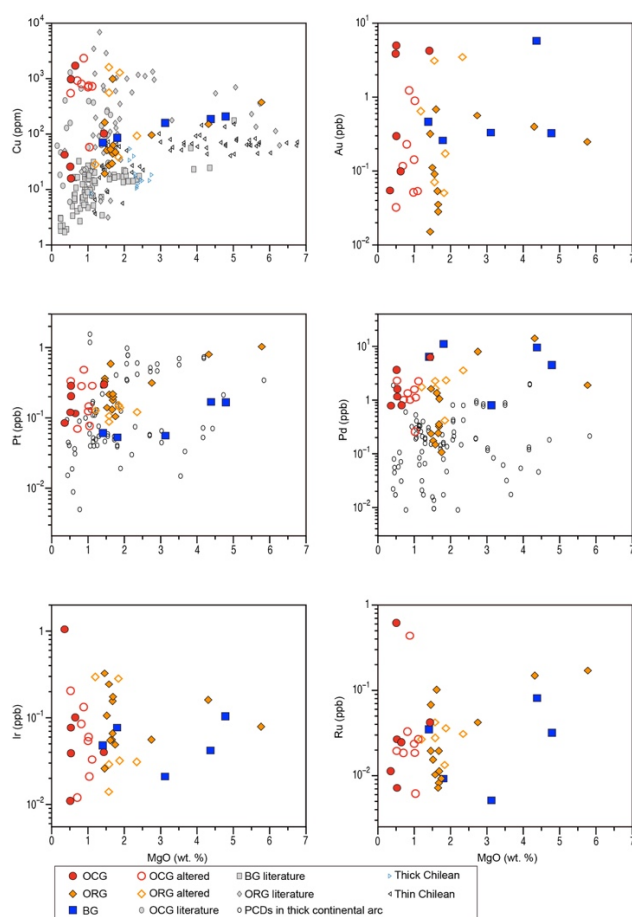 10⁴
10³
10²
10¹
1
Cu (ppm)
0 1 2 3 4 5 6 7
10
1
10⁻¹
10⁻²
Au (ppb)
0 1 2 3 4 5 6 7
1
10⁻¹
10⁻²
Pt (ppb)
0 1 2 3 4 5 6 7
10²
10
1
10⁻¹
10⁻²
Pd (ppb)
0 1 2 3 4 5 6 7
1
10⁻¹
10⁻²
Ir (ppb)
0 1 2 3 4 5 6 7
MgO (wt. %)
1
10⁻¹
10⁻²
Ru (ppb)
0 1 2 3 4 5 6 7
MgO (wt. %)
OCG OCG altered BG literature Thick Chilean
ORG ORG altered ORG literature Thin Chilean
BG OCG literature PCDs in thick continental arc